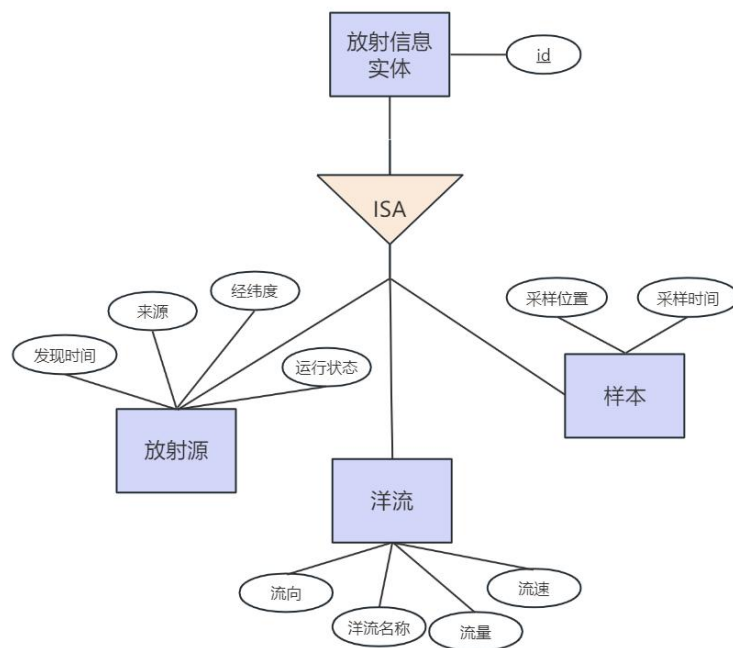 放射信息
实体
id
ISA
经纬度
来源
发现时间
运行状态
采样位置
采样时间
放射源
样本
洋流
流向
洋流名称
流量
流速